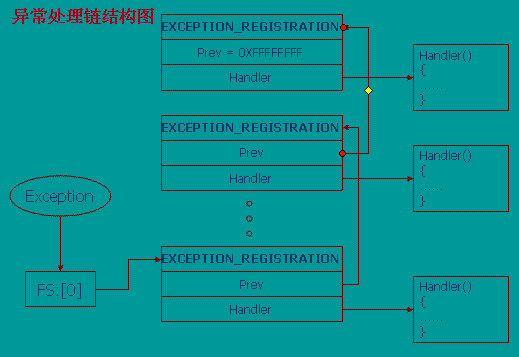 异常处理链结构图
EXCEPTION_REGISTRATION
Prev = 0XFFFFFFFF
Handler
Handler()
{
......
}
EXCEPTION_REGISTRATION
Prev
Handler
Handler()
{
......
}
Exception
FS:[0]
EXCEPTION_REGISTRATION
Prev
Handler
Handler()
{
......
}